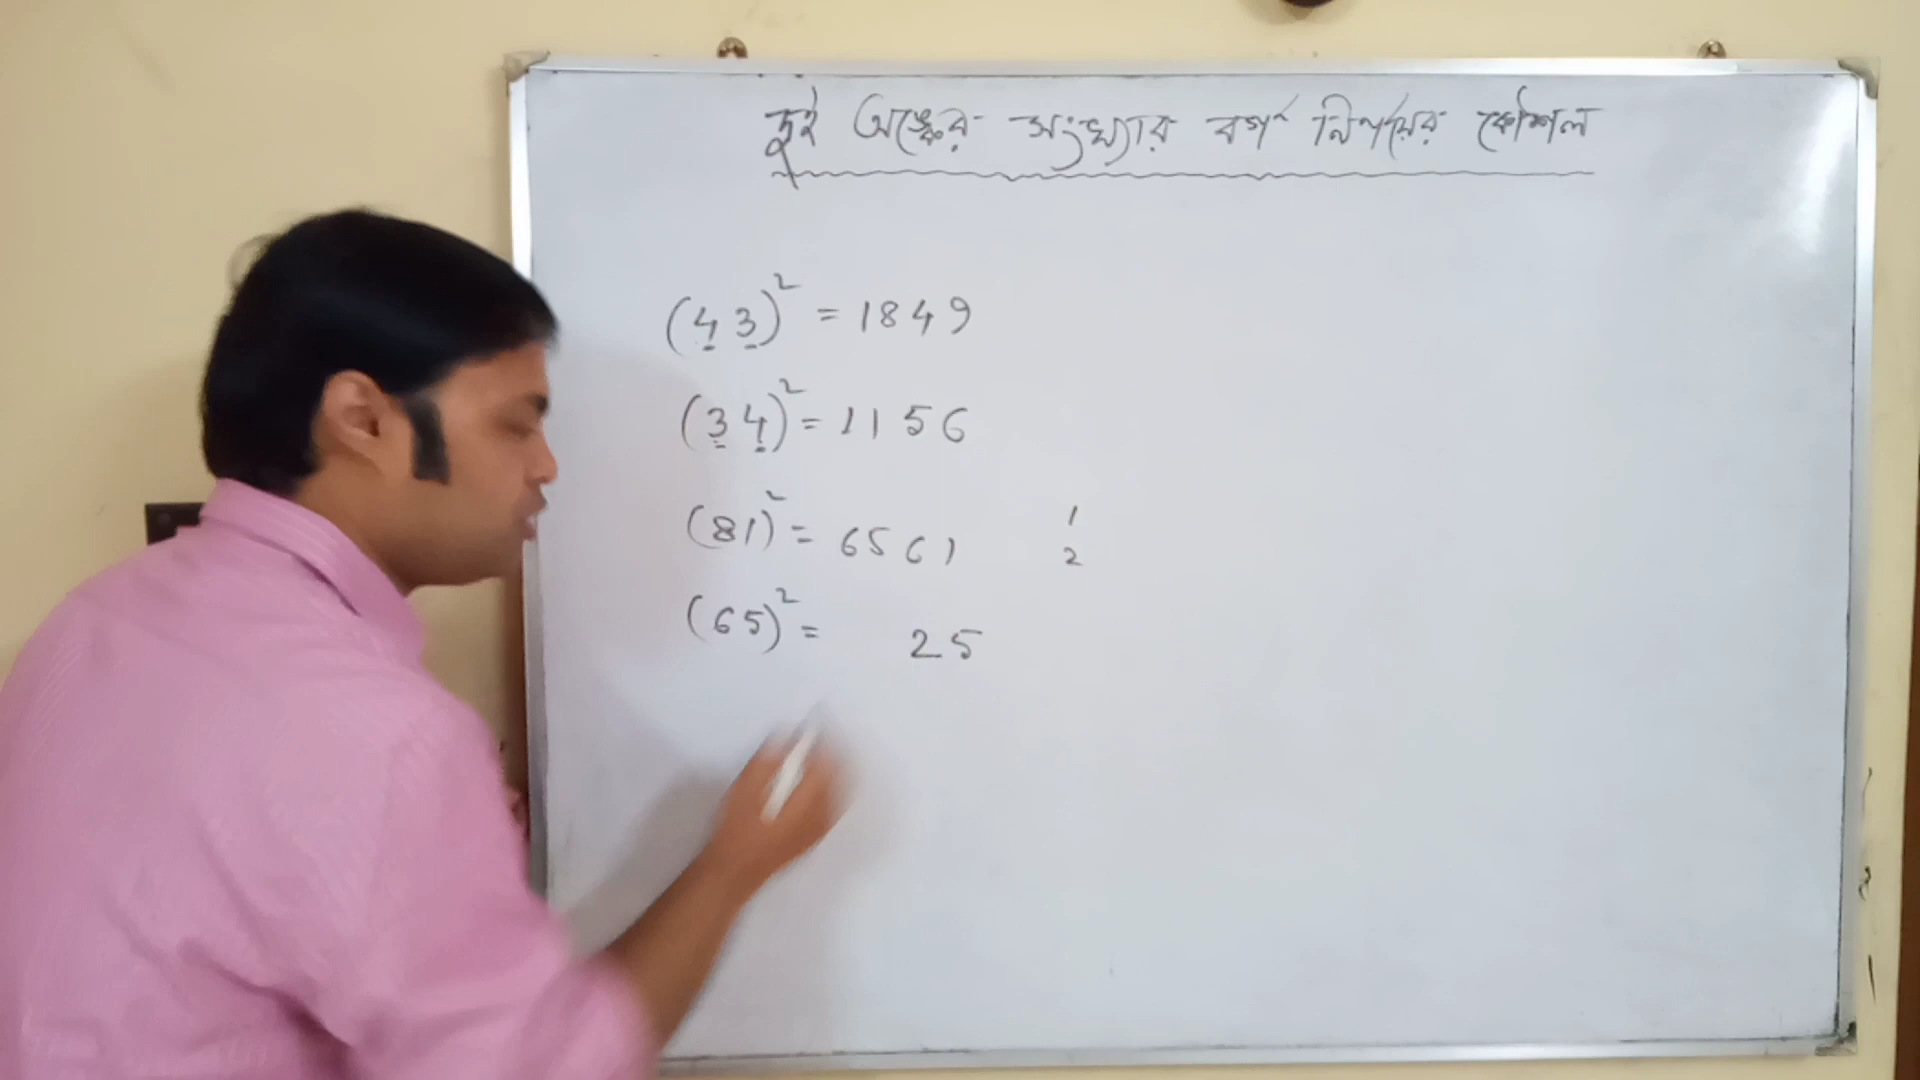 দুই অঙ্কের সংখ্যার বর্গ নির্ণয়ের কৌশল
(43)² = 1849
(34)² = 1156
(81)² = 6561
1
2
(65)² = 25